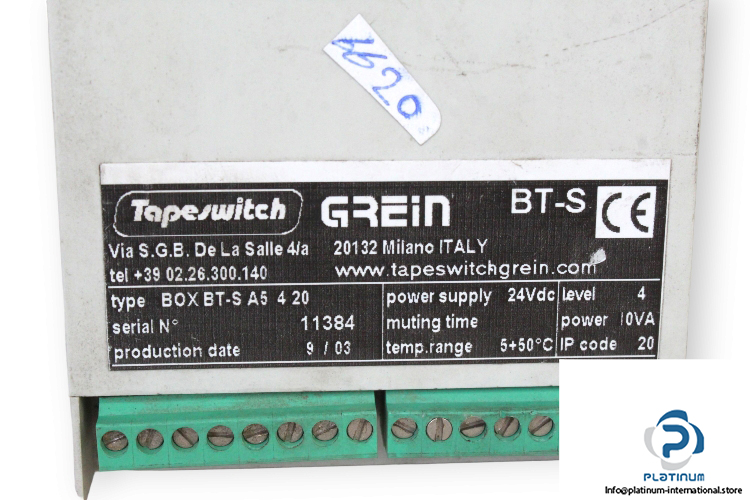 4620
Tapeswitch GREIN BT-S CE
Via S.G.B. De La Salle 4/a 20132 Milano ITALY
tel +39 02.26.300.140 www.tapeswitchgrein.com
type BOX BT-S A5 4 20 power supply 24Vdc Level 4
serial N° 11384 muting time power 10VA
production date 9 / 03 temp.range 5+50°C IP code 20
P
PLATINUM
Info@platinum-international.store